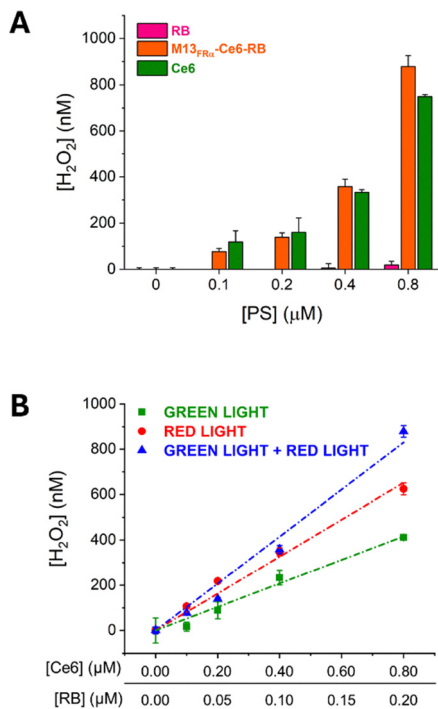 A
RB
M13FRα-Ce6-RB
Ce6
[H2O2] (nM)
1000
800
600
400
200
0
0 0.1 0.2 0.4 0.8
[PS] (μM)
B
GREEN LIGHT
RED LIGHT
GREEN LIGHT + RED LIGHT
[H2O2] (nM)
1000
800
600
400
200
0
[Ce6] (μM) 0.00 0.20 0.40 0.60 0.80
[RB] (μM) 0.00 0.05 0.10 0.15 0.20